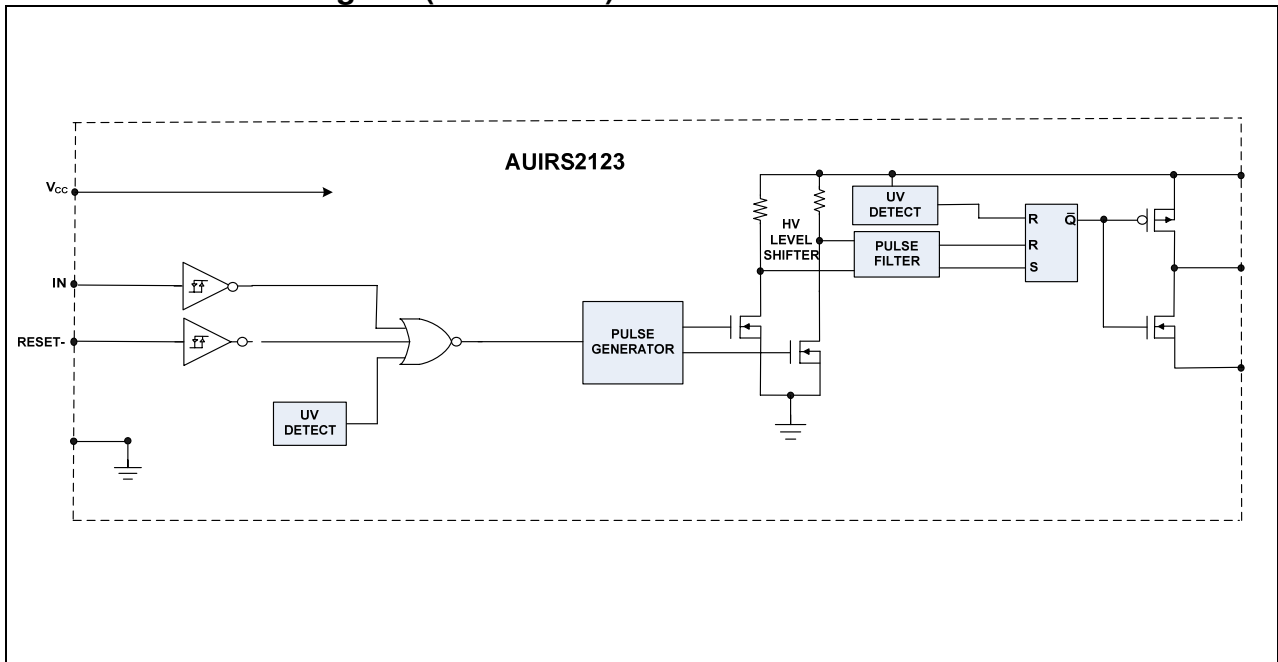 AUIRS2123
VCC
IN
RESET-
UV
DETECT
PULSE
GENERATOR
HV
LEVEL
SHIFTER
UV
DETECT
PULSE
FILTER
R
R
S
Q̅